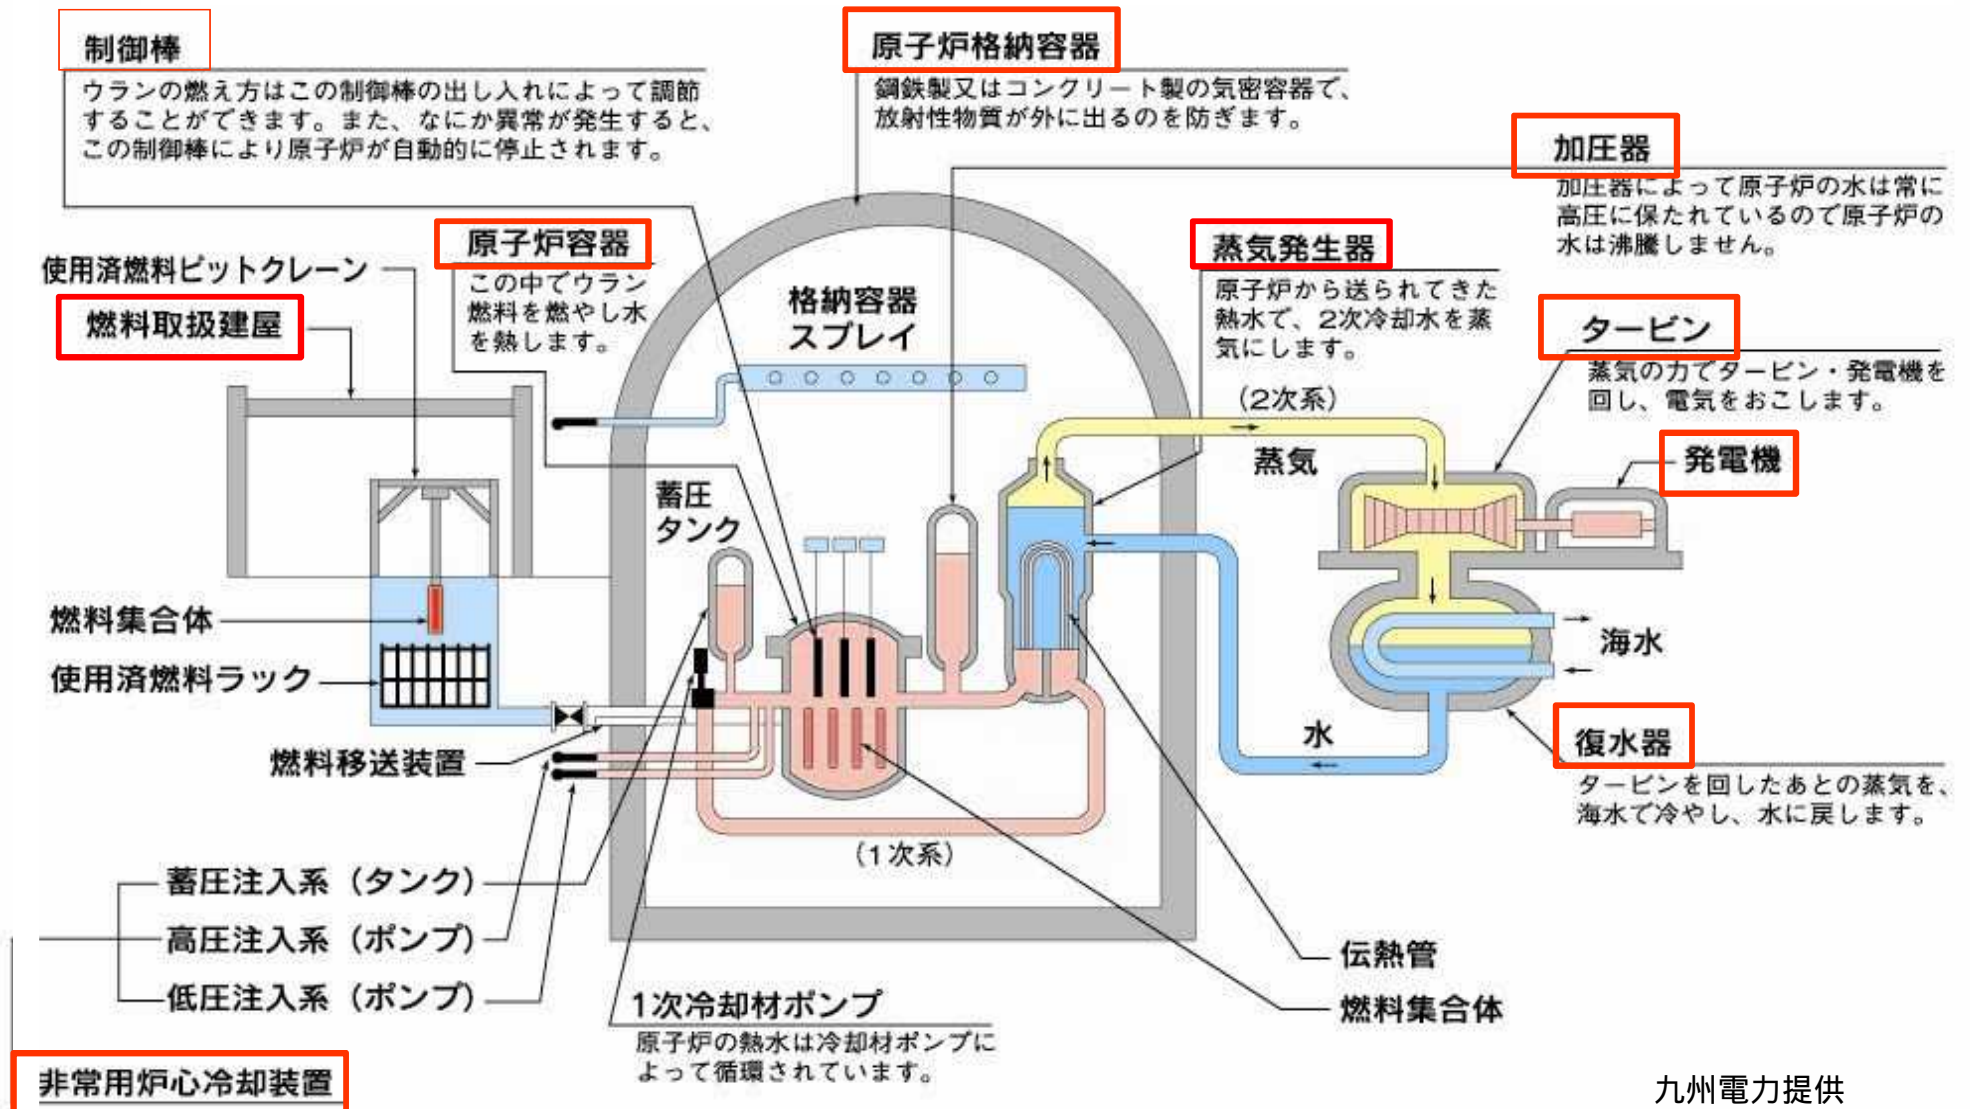 制御棒
ウランの燃え方はこの制御棒の出し入れによって調節
することができます。また、なにか異常が発生すると、
この制御棒により原子炉が自動的に停止されます。
原子炉格納容器
鋼鉄製又はコンクリート製の気密容器で、
放射性物質が外に出るのを防ぎます。
加圧器
加圧器によって原子炉の水は常に
高圧に保たれているので原子炉の
水は沸騰しません。
原子炉容器
この中でウラン
燃料を燃やし水
を熱します。
使用済燃料ピットクレーン
燃料取扱建屋
格納容器
スプレイ
蒸気発生器
原子炉から送られてきた
熱水で、2次冷却水を蒸
気にします。
タービン
蒸気の力でタービン・発電機を
回し、電気をおこします。
(2次系)
蒸気
発電機
蓄圧
タンク
燃料集合体
使用済燃料ラック
海水
燃料移送装置
水
復水器
タービンを回したあとの蒸気を、
海水で冷やし、水に戻します。
(1次系)
蓄圧注入系(タンク)
高圧注入系(ポンプ)
低圧注入系(ポンプ)
伝熱管
燃料集合体
1次冷却材ポンプ
原子炉の熱水は冷却材ポンプに
よって循環されています。
非常用炉心冷却装置
九州電力提供